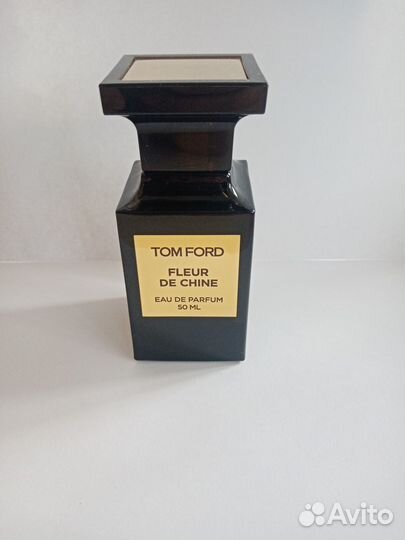 TOM FORD
FLEUR
DE CHINE
EAU DE PARFUM
50 ML
Avito